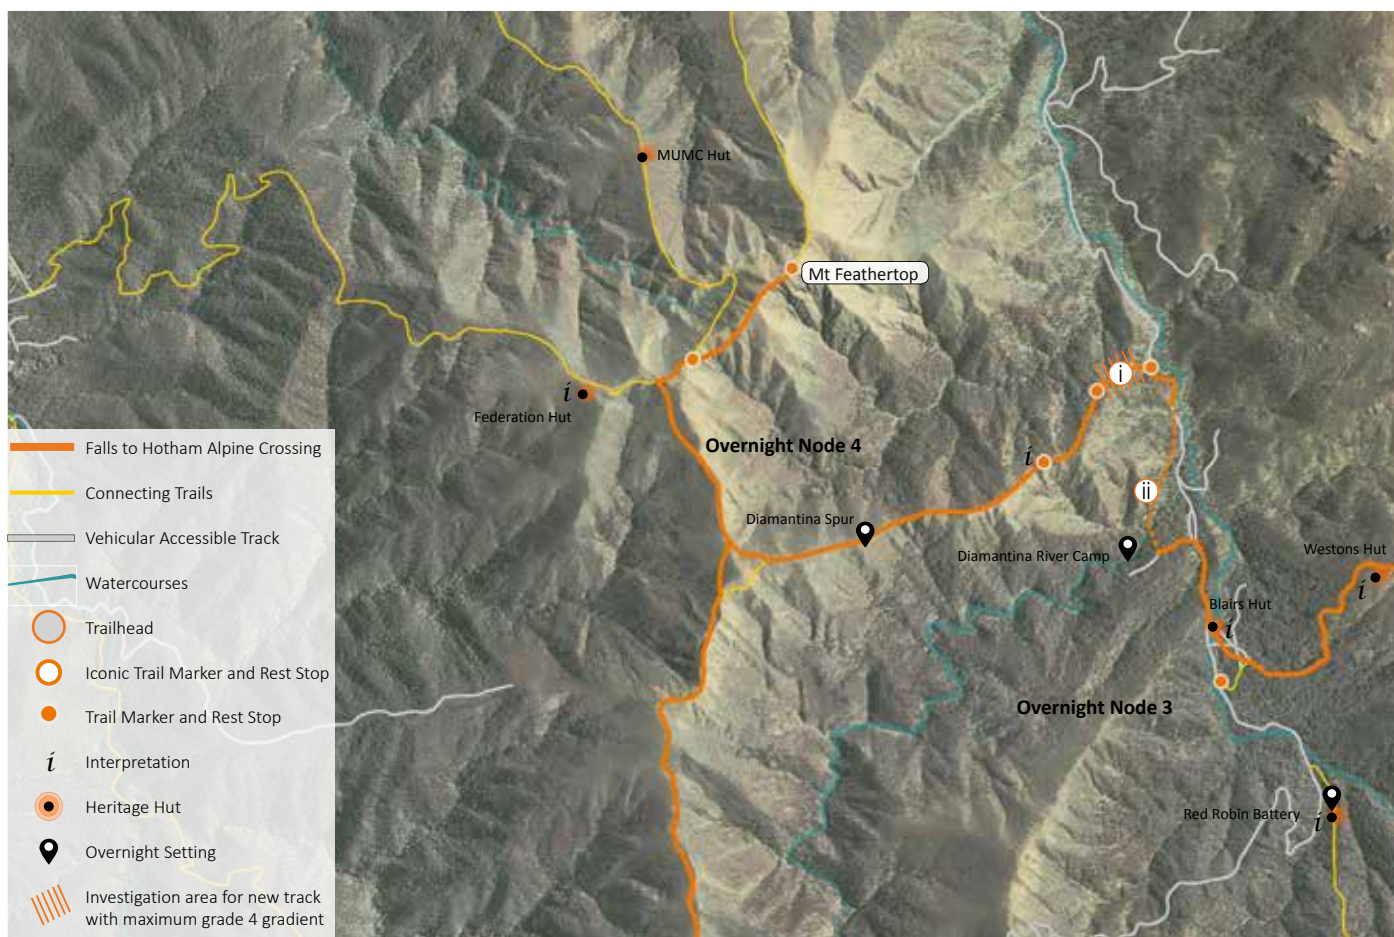 MUMC Hut
Mt Feathertop
i
i
Federation Hut
Overnight Node 4
i
ii
Diamantina Spur
Diamantina River Camp
Westons Hut
i
Blairs Hut
i
Overnight Node 3
Red Robin Battery
i
Falls to Hotham Alpine Crossing
Connecting Trails
Vehicular Accessible Track
Watercourses
Trailhead
Iconic Trail Marker and Rest Stop
Trail Marker and Rest Stop
i
Interpretation
Heritage Hut
Overnight Setting
Investigation area for new track
with maximum grade 4 gradient